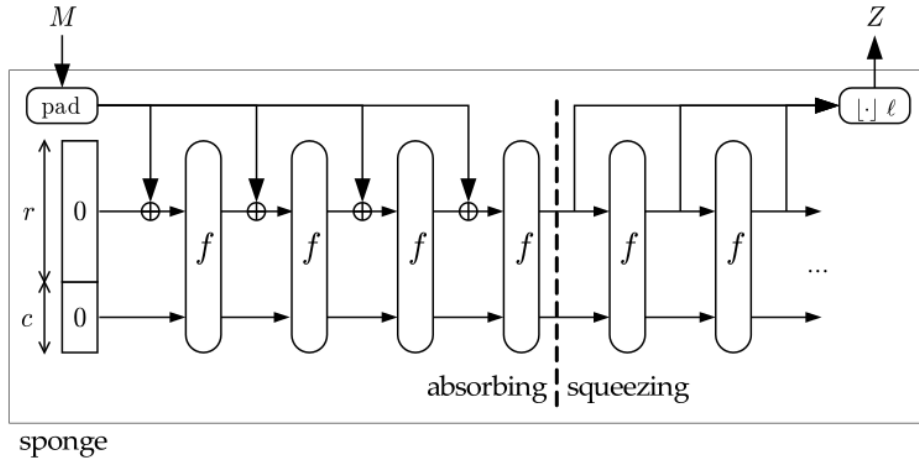 M Z
pad ⌊·⌋ ℓ
r 0 f f f f f f
...
c 0
absorbing squeezing
sponge